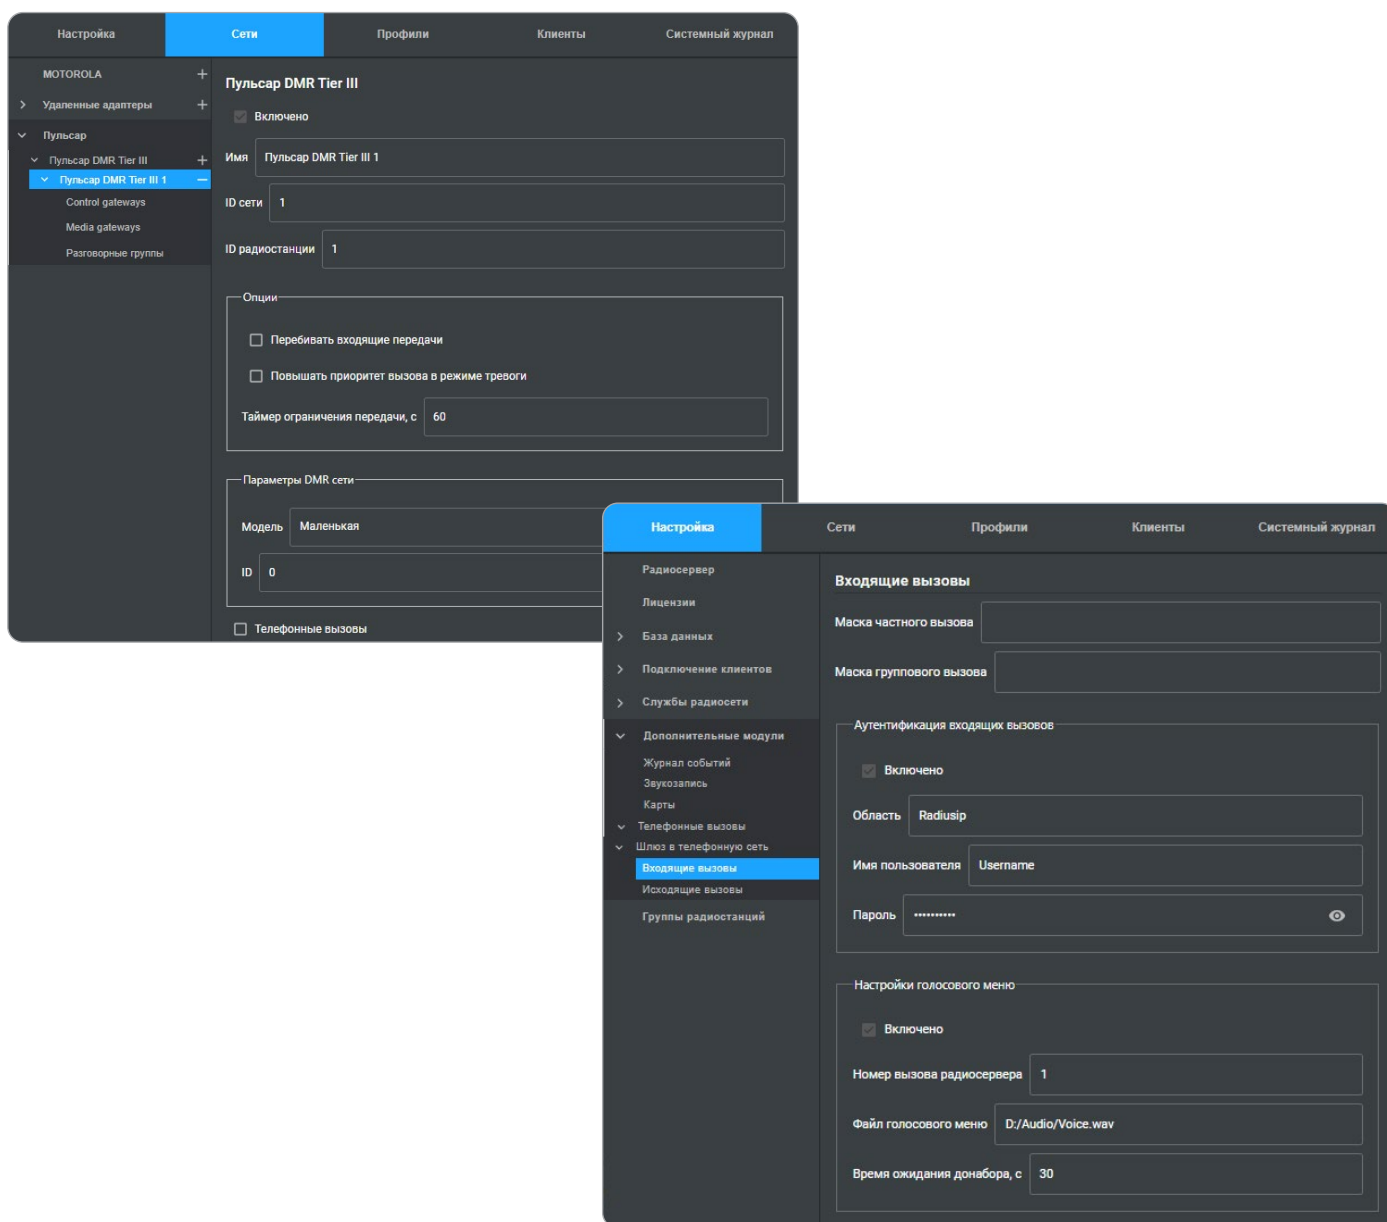 Настройка
Сети
Профили
Клиенты
Системный журнал
MOTOROLA
Удаленные адаптеры
Пульсар
Пульсар DMR Tier III
Пульсар DMR Tier III 1
Control gateways
Media gateways
Разговорные группы
Пульсар DMR Tier III
Включено
Имя Пульсар DMR Tier III 1
ID сети 1
ID радиостанции 1
Опции
Перебивать входящие передачи
Повышать приоритет вызова в режиме тревоги
Таймер ограничения передачи, с 60
Параметры DMR сети
Модель Маленькая
ID 0
Телефонные вызовы
Настройка
Сети
Профили
Клиенты
Системный журнал
Радиосервер
Лицензии
База данных
Подключение клиентов
Службы радиосети
Дополнительные модули
Журнал событий
Звукозапись
Карты
Телефонные вызовы
Шлюз в телефонную сеть
Входящие вызовы
Исходящие вызовы
Группы радиостанций
Входящие вызовы
Маска частного вызова
Маска группового вызова
Аутентификация входящих вызовов
Включено
Область Radiusip
Имя пользователя Username
Пароль ••••••••••
Настройки голосового меню
Включено
Номер вызова радиосервера 1
Файл голосового меню D:/Audio/Voice.wav
Время ожидания донабора, с 30